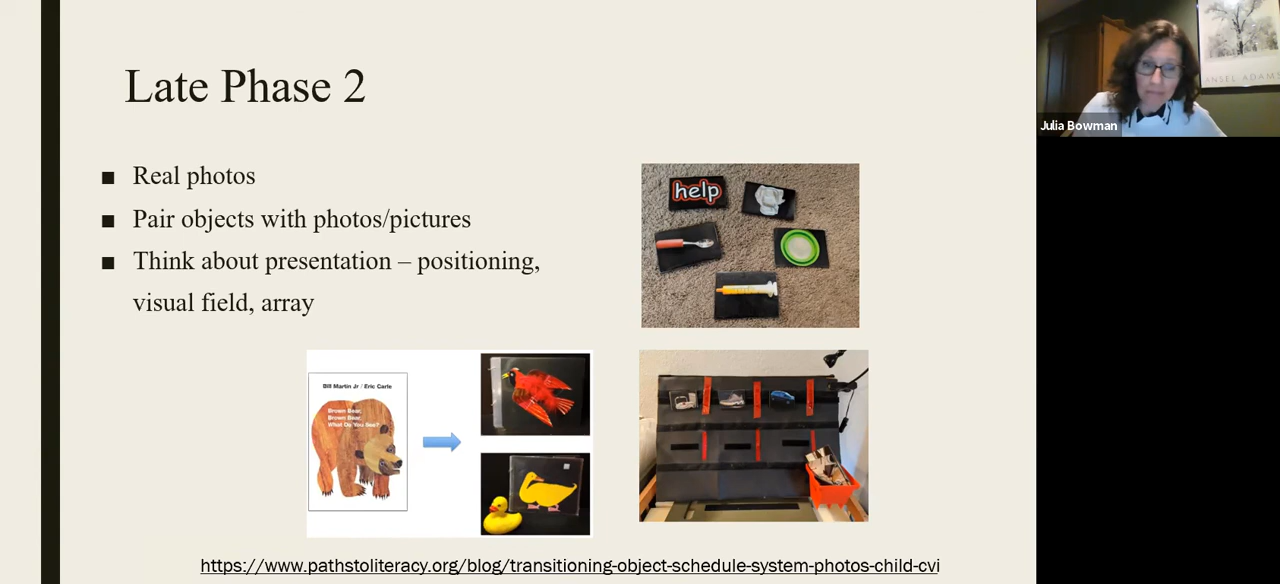 Late Phase 2
■ Real photos
■ Pair objects with photos/pictures
■ Think about presentation – positioning,
visual field, array
help
Bill Martin Jr / Eric Carle
Brown Bear,
Brown Bear,
What Do You See?
https://www.pathstoliteracy.org/blog/transitioning-object-schedule-system-photos-child-cvi
ANSEL ADAMS
Julia Bowman